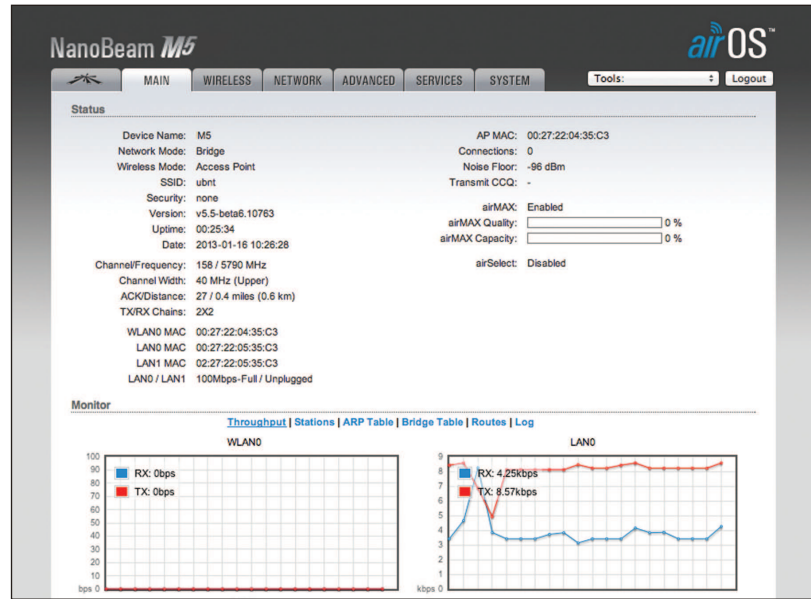 NanoBeam M5
airOS™
MAIN
WIRELESS
NETWORK
ADVANCED
SERVICES
SYSTEM
Tools:
Logout
Status
Device Name: M5
Network Mode: Bridge
Wireless Mode: Access Point
SSID: ubnt
Security: none
Version: v5.5-beta6.10763
Uptime: 00:25:34
Date: 2013-01-16 10:26:28
Channel/Frequency: 158 / 5790 MHz
Channel Width: 40 MHz (Upper)
ACK/Distance: 27 / 0.4 miles (0.6 km)
TX/RX Chains: 2X2
WLAN0 MAC 00:27:22:04:35:C3
LAN0 MAC 00:27:22:05:35:C3
LAN1 MAC 02:27:22:05:35:C3
LAN0 / LAN1 100Mbps-Full / Unplugged
AP MAC: 00:27:22:04:35:C3
Connections: 0
Noise Floor: -96 dBm
Transmit CCQ: -
airMAX: Enabled
airMAX Quality: 0 %
airMAX Capacity: 0 %
airSelect: Disabled
Monitor
Throughput | Stations | ARP Table | Bridge Table | Routes | Log
WLAN0
100
90
80
70
60
50
40
30
20
10
bps 0
RX: 0bps
TX: 0bps
LAN0
9
8
7
6
5
4
3
2
1
kbps 0
RX: 4.25kbps
TX: 8.57kbps